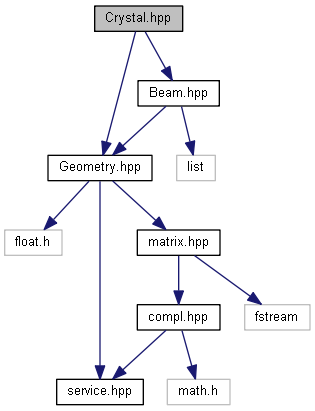 Crystal.hpp
Beam.hpp
Geometry.hpp
list
float.h
matrix.hpp
compl.hpp
fstream
service.hpp
math.h